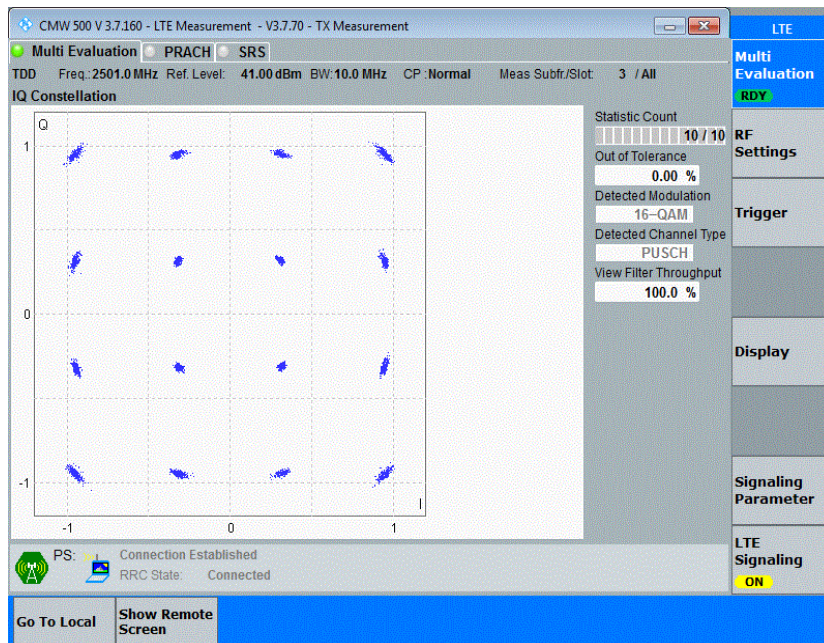 CMW 500 V 3.7.160 - LTE Measurement - V3.7.70 - TX Measurement
LTE
Multi Evaluation PRACH SRS
Multi
Evaluation
RDY
TDD Freq.:2501.0 MHz Ref. Level: 41.00 dBm BW:10.0 MHz CP :Normal Meas Subfr./Slot: 3 / All
IQ Constellation
Q
1
0
-1
-1 0 1
I
Statistic Count
10 / 10
Out of Tolerance
0.00 %
Detected Modulation
16-QAM
Detected Channel Type
PUSCH
View Filter Throughput
100.0 %
RF
Settings
Trigger
Display
Signaling
Parameter
LTE
Signaling
ON
PS: Connection Established
RRC State: Connected
Go To Local
Show Remote
Screen